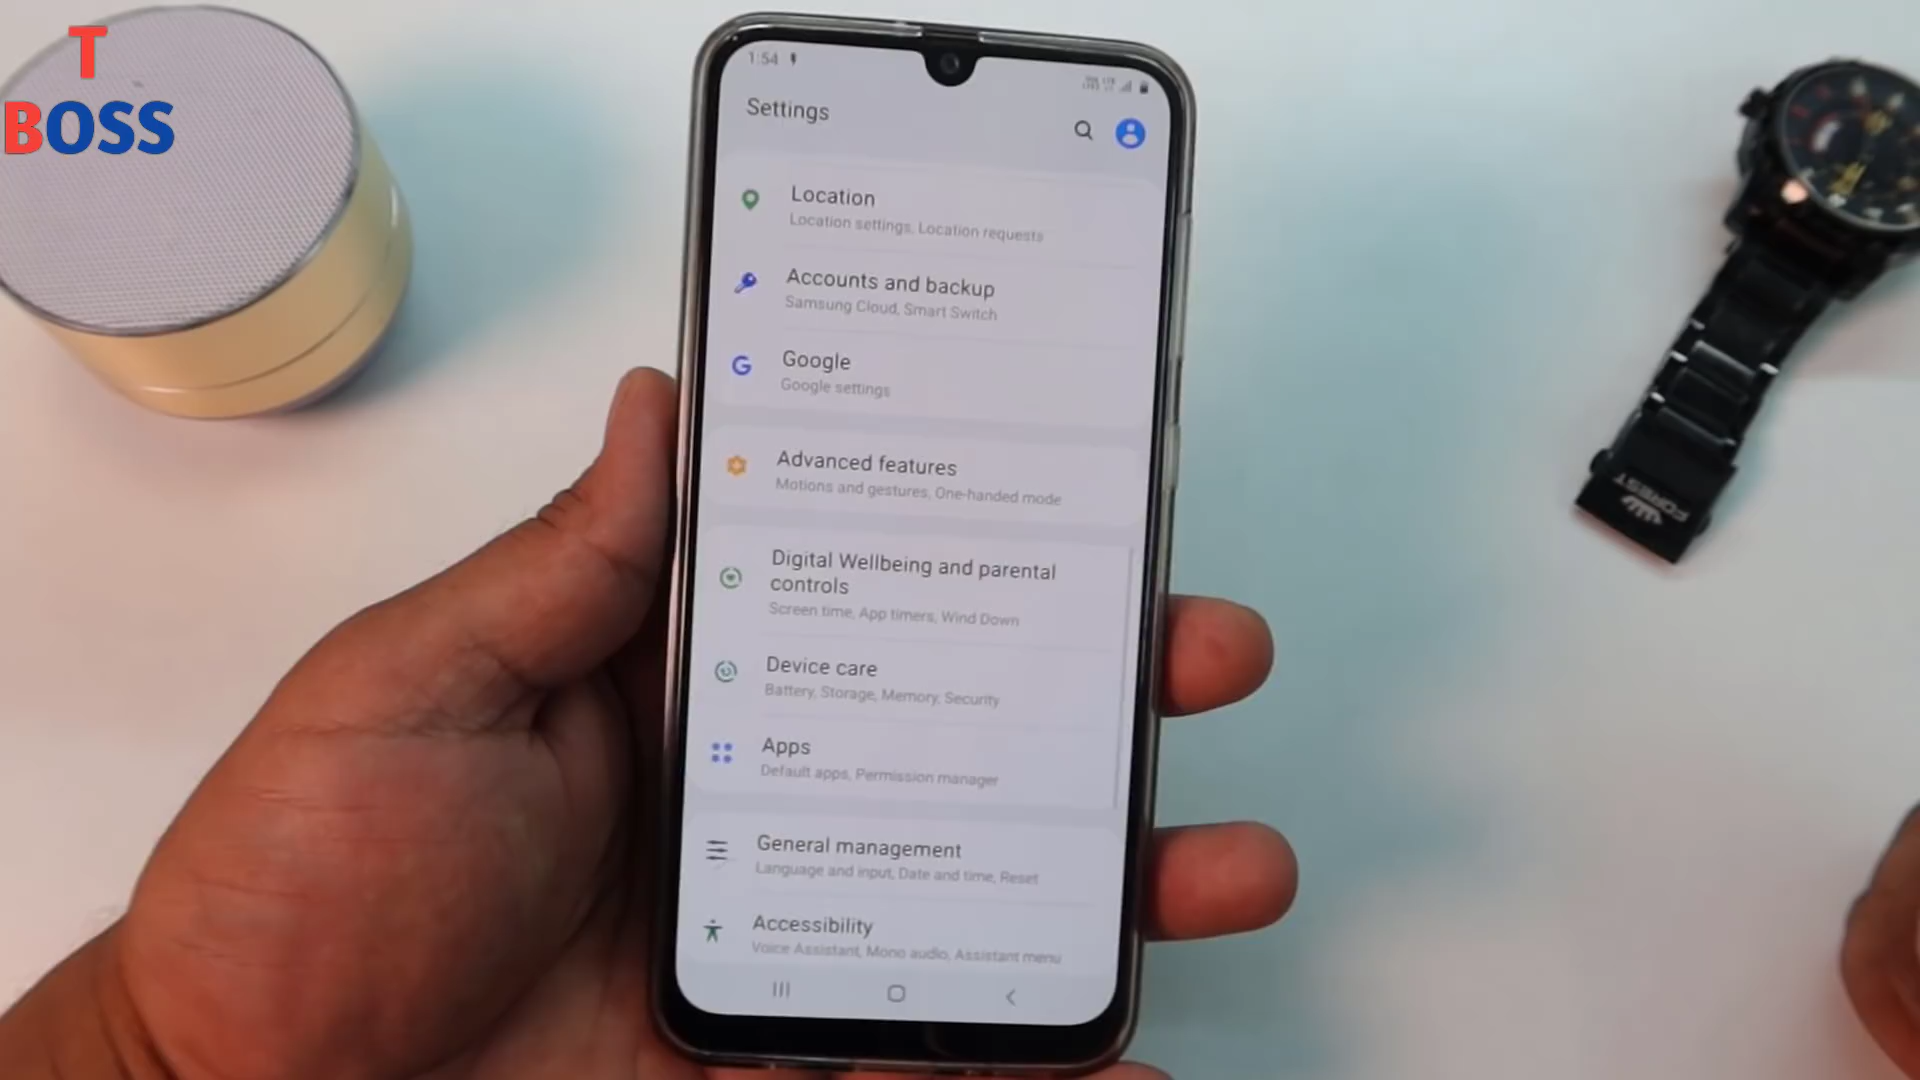 T
BOSS
1:54
Settings
Location
Location settings, Location requests
Accounts and backup
Samsung Cloud, Smart Switch
Google
Google settings
Advanced features
Motions and gestures, One-handed mode
Digital Wellbeing and parental
controls
Screen time, App timers, Wind Down
Device care
Battery, Storage, Memory, Security
Apps
Default apps, Permission manager
General management
Language and input, Date and time, Reset
Accessibility
Voice Assistant, Mono audio, Assistant menu
FOREST